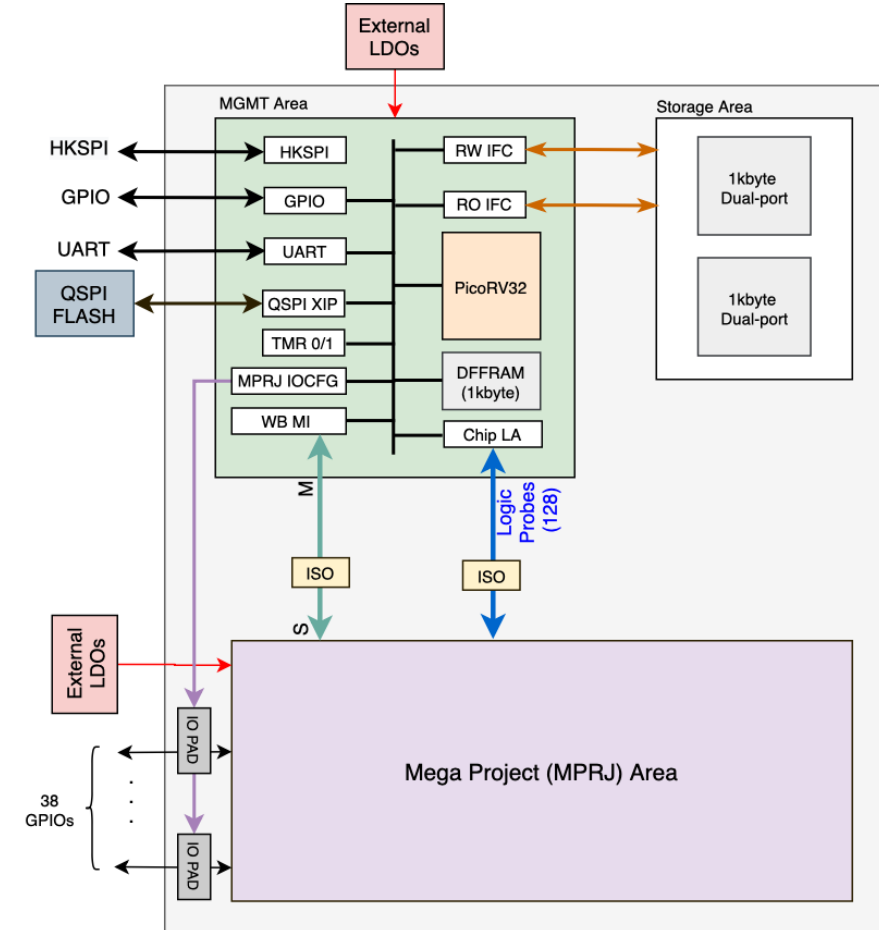 External
LDOs
MGMT Area
Storage Area
HKSPI
HKSPI
RW IFC
1kbyte
Dual-port
GPIO
GPIO
RO IFC
UART
UART
PicoRV32
QSPI
FLASH
QSPI XIP
1kbyte
Dual-port
TMR 0/1
MPRJ IOCFG
DFFRAM
(1kbyte)
WB MI
Chip LA
M
Logic
Probes
(128)
ISO
ISO
S
External
LDOs
IO PAD
Mega Project (MPRJ) Area
38
GPIOs
IO PAD